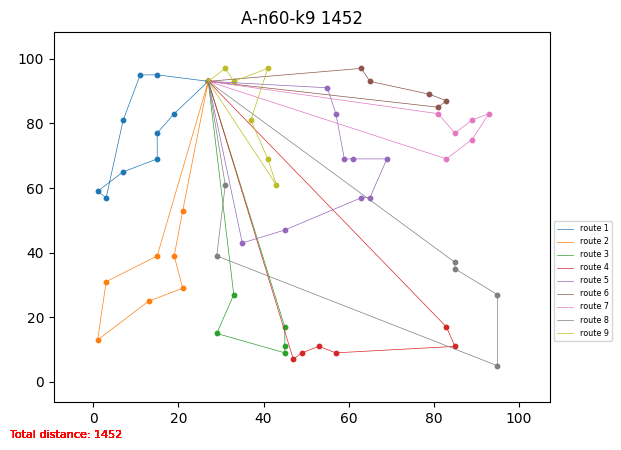 A-n60-k9 1452
100
80
60
40
20
0
0 20 40 60 80 100
route 1
route 2
route 3
route 4
route 5
route 6
route 7
route 8
route 9
Total distance: 1452